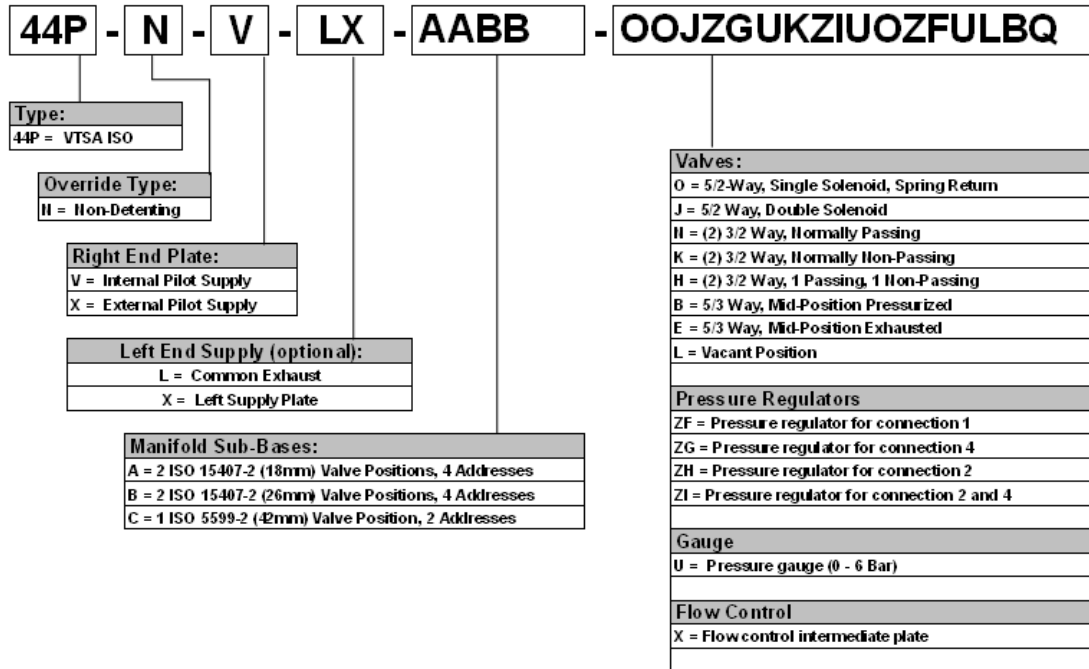 44P - N - V - LX - AABB - OOJZGUKZIUOZFULBQ
Type:
44P = VTSA ISO
Override Type:
N = Non-Detenting
Right End Plate:
V = Internal Pilot Supply
X = External Pilot Supply
Left End Supply (optional):
L = Common Exhaust
X = Left Supply Plate
Manifold Sub-Bases:
A = 2 ISO 15407-2 (18mm) Valve Positions, 4 Addresses
B = 2 ISO 15407-2 (26mm) Valve Positions, 4 Addresses
C = 1 ISO 5599-2 (42mm) Valve Position, 2 Addresses
Valves:
O = 5/2-Way, Single Solenoid, Spring Return
J = 5/2 Way, Double Solenoid
N = (2) 3/2 Way, Normally Passing
K = (2) 3/2 Way, Normally Non-Passing
H = (2) 3/2 Way, 1 Passing, 1 Non-Passing
B = 5/3 Way, Mid-Position Pressurized
E = 5/3 Way, Mid-Position Exhausted
L = Vacant Position
Pressure Regulators
ZF = Pressure regulator for connection 1
ZG = Pressure regulator for connection 4
ZH = Pressure regulator for connection 2
ZI = Pressure regulator for connection 2 and 4
Gauge
U = Pressure gauge (0 - 6 Bar)
Flow Control
X = Flow control intermediate plate